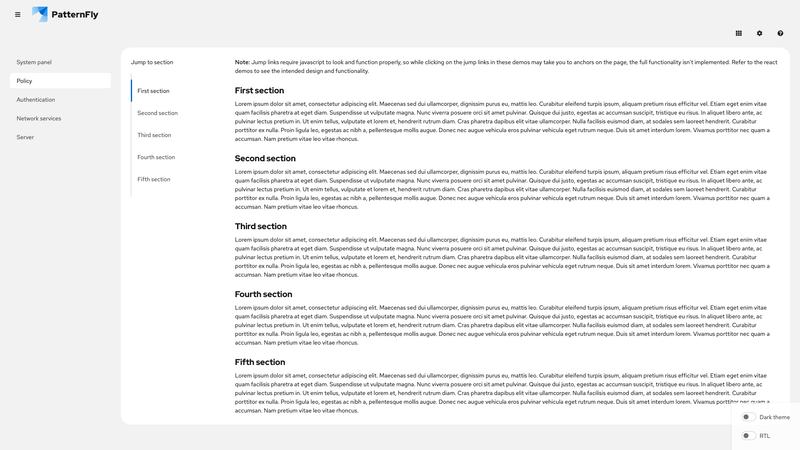 PatternFly
System panel
Policy
Authentication
Network services
Server
Jump to section
First section
Second section
Third section
Fourth section
Fifth section
Note: Jump links require javascript to look and function properly, so while clicking on the jump links in these demos may take you to anchors on the page, the full functionality isn't implemented. Refer to the react
demos to see the intended design and functionality.
First section
Lorem ipsum dolor sit amet, consectetur adipiscing elit. Maecenas sed dui ullamcorper, dignissim purus eu, mattis leo. Curabitur eleifend turpis ipsum, aliquam pretium risus efficitur vel. Etiam eget enim vitae
quam facilisis pharetra at eget diam. Suspendisse ut vulputate magna. Nunc viverra posuere orci sit amet pulvinar. Quisque dui justo, egestas ac accumsan suscipit, tristique eu risus. In aliquet libero ante, ac
pulvinar lectus pretium in. Ut enim tellus, vulputate et lorem et, hendrerit rutrum diam. Cras pharetra dapibus elit vitae ullamcorper. Nulla facilisis euismod diam, at sodales sem laoreet hendrerit. Curabitur
porttitor ex nulla. Proin ligula leo, egestas ac nibh a, pellentesque mollis augue. Donec nec augue vehicula eros pulvinar vehicula eget rutrum neque. Duis sit amet interdum lorem. Vivamus porttitor nec quam a
accumsan. Nam pretium vitae leo vitae rhoncus.
Second section
Lorem ipsum dolor sit amet, consectetur adipiscing elit. Maecenas sed dui ullamcorper, dignissim purus eu, mattis leo. Curabitur eleifend turpis ipsum, aliquam pretium risus efficitur vel. Etiam eget enim vitae
quam facilisis pharetra at eget diam. Suspendisse ut vulputate magna. Nunc viverra posuere orci sit amet pulvinar. Quisque dui justo, egestas ac accumsan suscipit, tristique eu risus. In aliquet libero ante, ac
pulvinar lectus pretium in. Ut enim tellus, vulputate et lorem et, hendrerit rutrum diam. Cras pharetra dapibus elit vitae ullamcorper. Nulla facilisis euismod diam, at sodales sem laoreet hendrerit. Curabitur
porttitor ex nulla. Proin ligula leo, egestas ac nibh a, pellentesque mollis augue. Donec nec augue vehicula eros pulvinar vehicula eget rutrum neque. Duis sit amet interdum lorem. Vivamus porttitor nec quam a
accumsan. Nam pretium vitae leo vitae rhoncus.
Third section
Lorem ipsum dolor sit amet, consectetur adipiscing elit. Maecenas sed dui ullamcorper, dignissim purus eu, mattis leo. Curabitur eleifend turpis ipsum, aliquam pretium risus efficitur vel. Etiam eget enim vitae
quam facilisis pharetra at eget diam. Suspendisse ut vulputate magna. Nunc viverra posuere orci sit amet pulvinar. Quisque dui justo, egestas ac accumsan suscipit, tristique eu risus. In aliquet libero ante, ac
pulvinar lectus pretium in. Ut enim tellus, vulputate et lorem et, hendrerit rutrum diam. Cras pharetra dapibus elit vitae ullamcorper. Nulla facilisis euismod diam, at sodales sem laoreet hendrerit. Curabitur
porttitor ex nulla. Proin ligula leo, egestas ac nibh a, pellentesque mollis augue. Donec nec augue vehicula eros pulvinar vehicula eget rutrum neque. Duis sit amet interdum lorem. Vivamus porttitor nec quam a
accumsan. Nam pretium vitae leo vitae rhoncus.
Fourth section
Lorem ipsum dolor sit amet, consectetur adipiscing elit. Maecenas sed dui ullamcorper, dignissim purus eu, mattis leo. Curabitur eleifend turpis ipsum, aliquam pretium risus efficitur vel. Etiam eget enim vitae
quam facilisis pharetra at eget diam. Suspendisse ut vulputate magna. Nunc viverra posuere orci sit amet pulvinar. Quisque dui justo, egestas ac accumsan suscipit, tristique eu risus. In aliquet libero ante, ac
pulvinar lectus pretium in. Ut enim tellus, vulputate et lorem et, hendrerit rutrum diam. Cras pharetra dapibus elit vitae ullamcorper. Nulla facilisis euismod diam, at sodales sem laoreet hendrerit. Curabitur
porttitor ex nulla. Proin ligula leo, egestas ac nibh a, pellentesque mollis augue. Donec nec augue vehicula eros pulvinar vehicula eget rutrum neque. Duis sit amet interdum lorem. Vivamus porttitor nec quam a
accumsan. Nam pretium vitae leo vitae rhoncus.
Fifth section
Lorem ipsum dolor sit amet, consectetur adipiscing elit. Maecenas sed dui ullamcorper, dignissim purus eu, mattis leo. Curabitur eleifend turpis ipsum, aliquam pretium risus efficitur vel. Etiam eget enim vitae
quam facilisis pharetra at eget diam. Suspendisse ut vulputate magna. Nunc viverra posuere orci sit amet pulvinar. Quisque dui justo, egestas ac accumsan suscipit, tristique eu risus. In aliquet libero ante, ac
pulvinar lectus pretium in. Ut enim tellus, vulputate et lorem et, hendrerit rutrum diam. Cras pharetra dapibus elit vitae ullamcorper. Nulla facilisis euismod diam, at sodales sem laoreet hendrerit. Curabitur
porttitor ex nulla. Proin ligula leo, egestas ac nibh a, pellentesque mollis augue. Donec nec augue vehicula eros pulvinar vehicula eget rutrum neque. Duis sit amet interdum lorem. Vivamus porttitor nec quam a
accumsan. Nam pretium vitae leo vitae rhoncus.
Dark theme
RTL